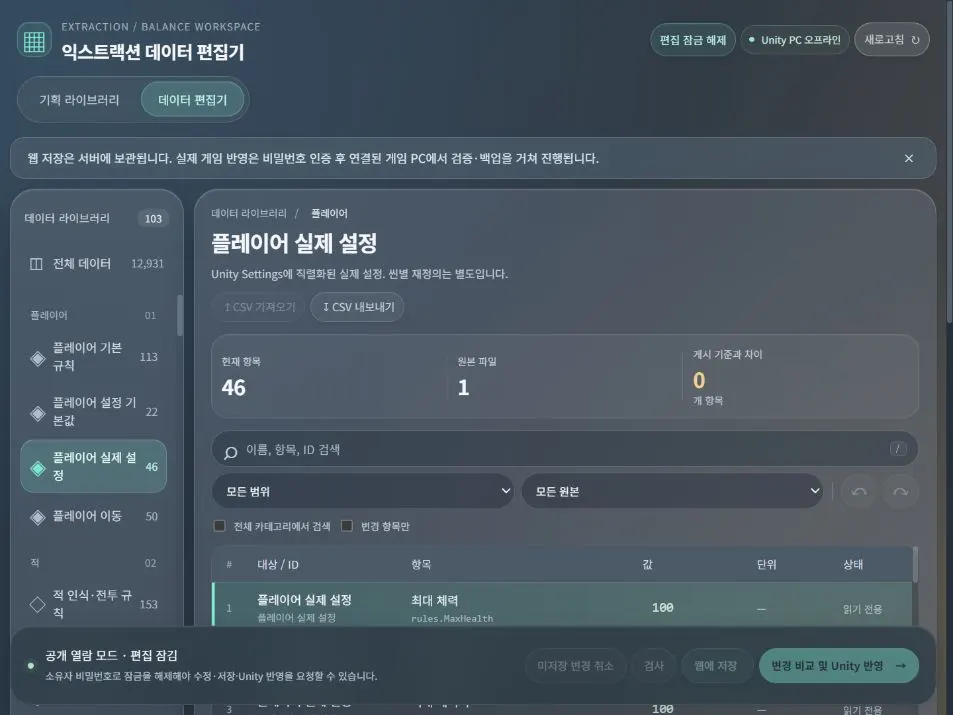 EXTRACTION / BALANCE WORKSPACE
익스트랙션 데이터 편집기
편집 잠금 해제
Unity PC 오프라인
새로고침 ↻
기획 라이브러리
데이터 편집기
웹 저장은 서버에 보관됩니다. 실제 게임 반영은 비밀번호 인증 후 연결된 게임 PC에서 검증·백업을 거쳐 진행됩니다.
×
데이터 라이브러리 103
전체 데이터 12,931
플레이어 01
플레이어 기본 규칙 113
플레이어 설정 기본값 22
플레이어 실제 설정 46
플레이어 이동 50
적 02
적 인식·전투 규칙 153
데이터 라이브러리 / 플레이어
플레이어 실제 설정
Unity Settings에 직렬화된 실제 설정. 씬별 재정의는 별도입니다.
↥ CSV 가져오기
↧ CSV 내보내기
현재 항목
46
원본 파일
1
게시 기준과 차이
0
개 항목
이름, 항목, ID 검색 /
모든 범위
모든 원본
전체 카테고리에서 검색
변경 항목만
# 대상 / ID 항목 값 단위 상태
1 플레이어 실제 설정 최대 체력 100 — 읽기 전용
플레이어 실제 설정 rules.MaxHealth
공개 열람 모드 · 편집 잠김
소유자 비밀번호로 잠금을 해제해야 수정·저장·Unity 반영을 요청할 수 있습니다.
미저장 변경 취소
검사
웹에 저장
변경 비교 및 Unity 반영 →
3 100 — 읽기 전용